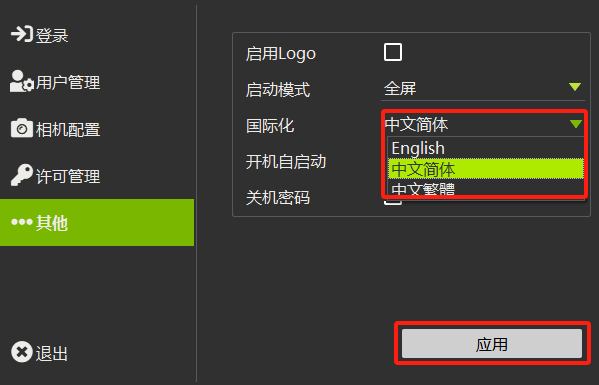 登录
用户管理
相机配置
许可管理
其他
退出
启用Logo
启动模式 全屏
国际化 中文简体
English
中文简体
中文繁體
开机自启动
关机密码
应用